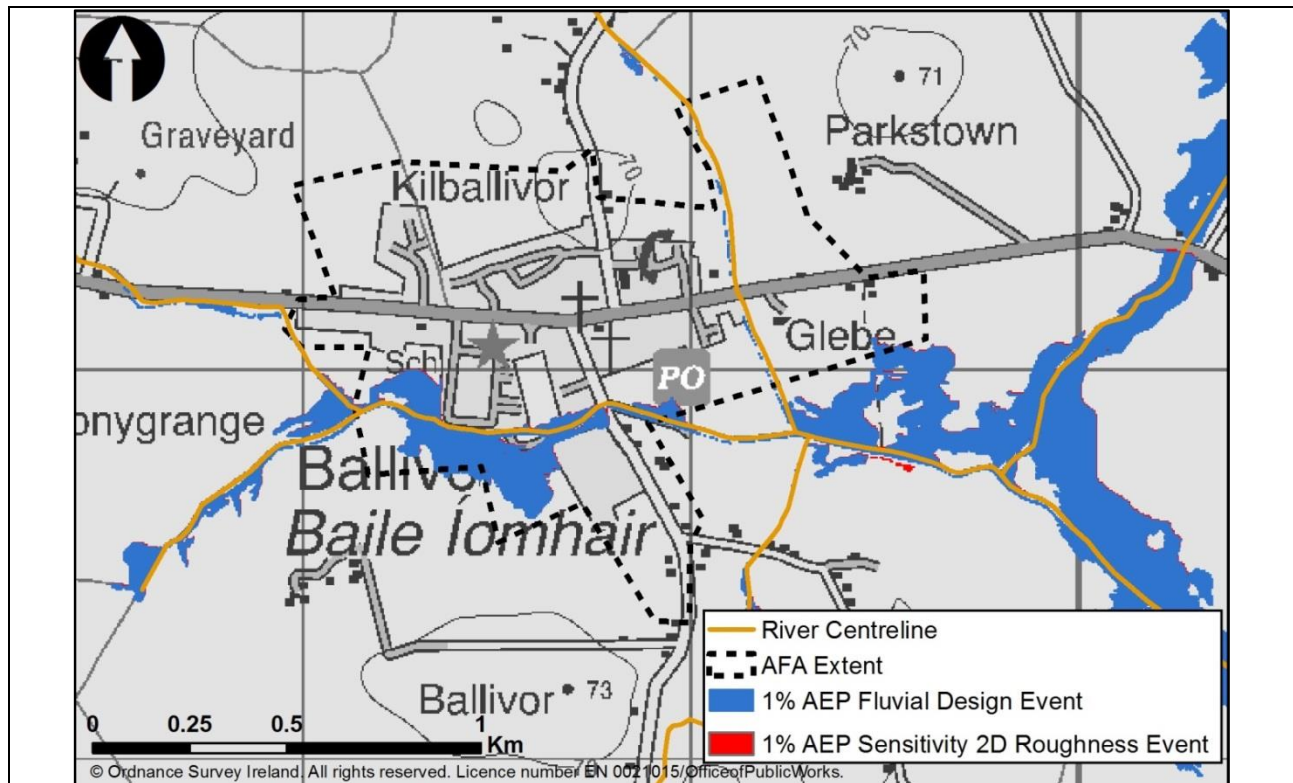 70
71
Graveyard
Parkstown
Kilballivor
70
Glebe
Sch
PO
onygrange
Ballivo
Baile Íomhair
River Centreline
AFA Extent
Ballivor 73
1% AEP Fluvial Design Event
0 0.25 0.5 1
Km
1% AEP Sensitivity 2D Roughness Event
© Ordnance Survey Ireland. All rights reserved. Licence number EN 0021015/OfficeofPublicWorks.